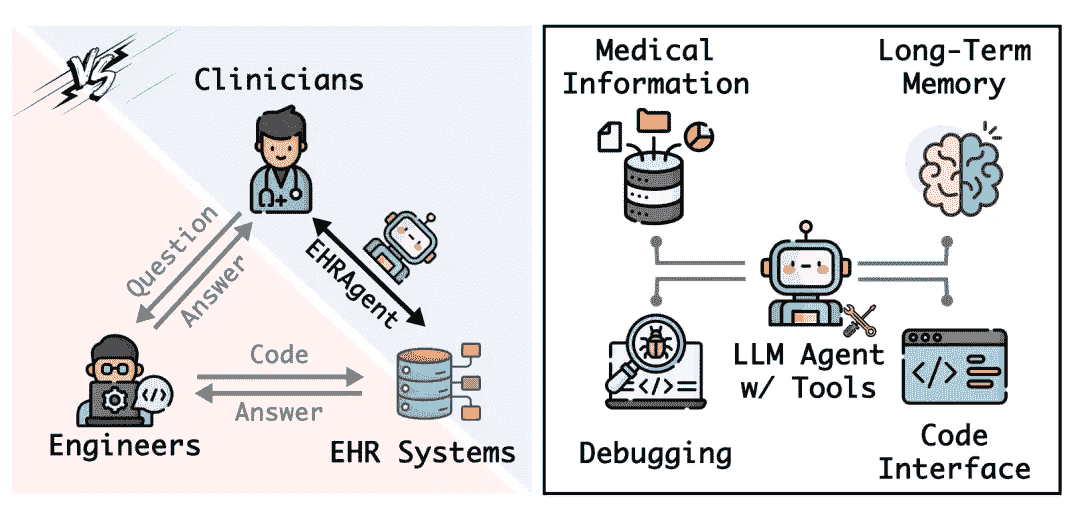 VS
Clinicians
Question
Answer
EHRAgent
Code
Answer
</>
Engineers
EHR Systems
Medical
Information
Long-Term
Memory
LLM Agent
w/ Tools
</>
</>
Debugging
Code
Interface